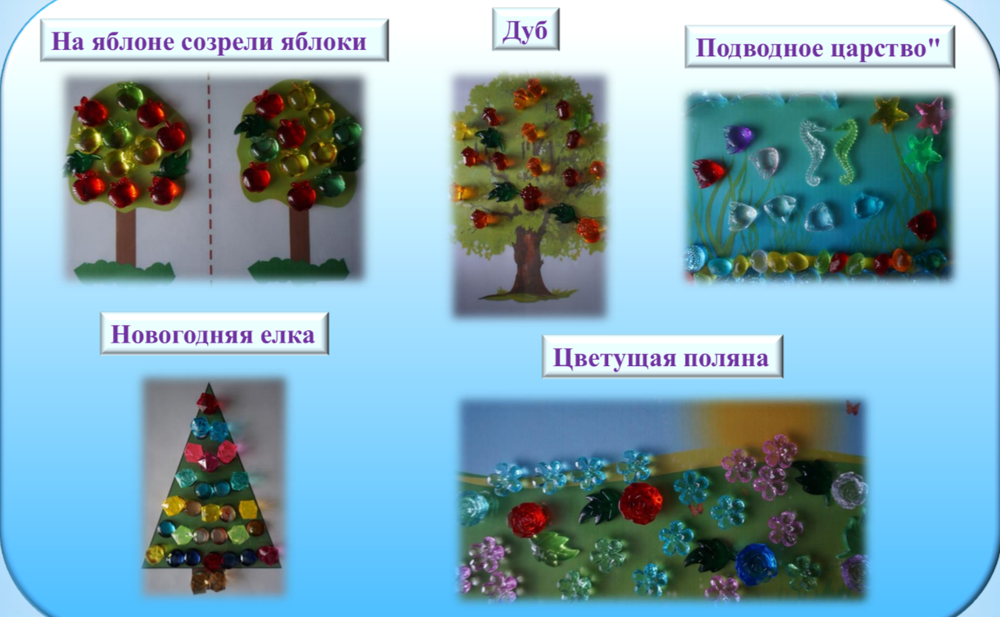 На яблоне созрели яблоки
Дуб
Подводное царство"
Новогодняя елка
Цветущая поляна